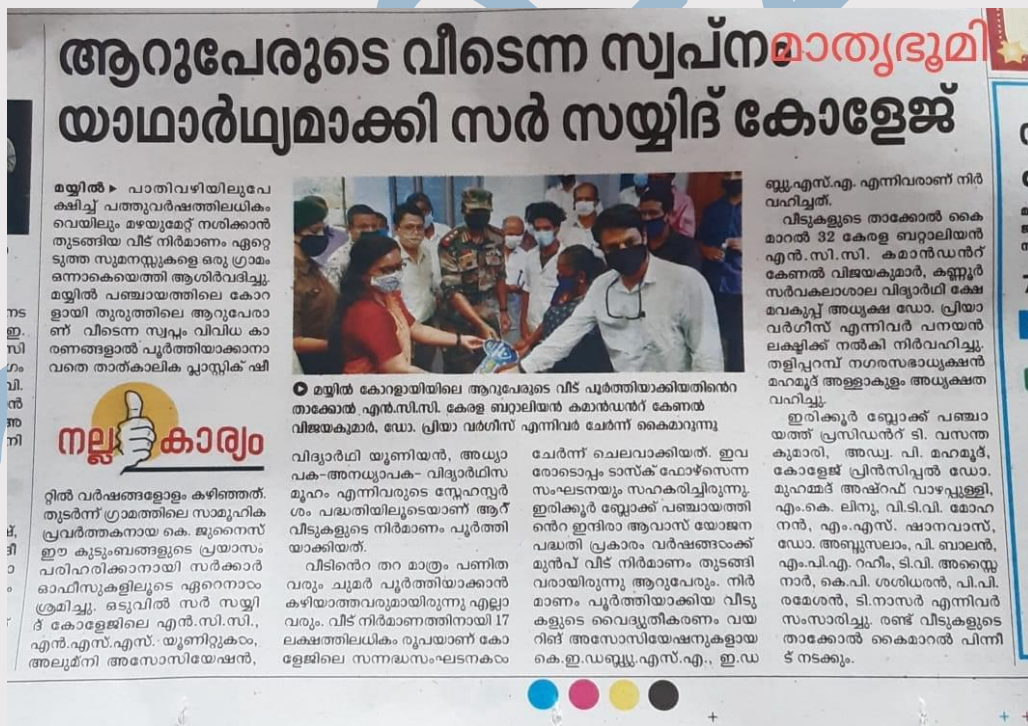 ആറുപേരുടെ വീടെന്ന സ്വപ്നം
മാതൃഭൂമി
യാഥാർഥ്യമാക്കി സർ സയ്യിദ് കോളേജ്
മയ്യിൽ ▶ പാതിവഴിയിലുപേ
ക്ഷിച്ച് പത്തുവർഷത്തിലധികം
വെയിലും മഴയുമേറ്റ് നശിക്കാൻ
തുടങ്ങിയ വീട് നിർമാണം ഏറ്റെ
ടുത്ത സുമനസ്സുകളെ ഒരു ഗ്രാമം
ഒന്നാകെയെത്തി ആശിർവദിച്ചു.
മയ്യിൽ പഞ്ചായത്തിലെ കോറ
ളായി തുരുത്തിലെ ആറുപേരാ
ണ് വീടെന്ന സ്വപ്നം വിവിധ കാ
രണങ്ങളാൽ പൂർത്തിയാക്കാനാ
വതെ താത്കാലിക പ്ലാസ്റ്റിക് ഷീ
നല്ല കാര്യം
റ്റിൽ വർഷങ്ങളോളം കഴിഞ്ഞത്.
തുടർന്ന് ഗ്രാമത്തിലെ സാമൂഹിക
പ്രവർത്തകനായ കെ. ജുനൈസ്
ഈ കുടുംബങ്ങളുടെ പ്രയാസം
പരിഹരിക്കാനായി സർക്കാർ
ഓഫീസുകളിലൂടെ ഏറെനാൾ
ശ്രമിച്ചു. ഒടുവിൽ സർ സയ്യി
ദ് കോളേജിലെ എൻ.സി.സി.,
എൻ.എസ്.എസ്. യൂണിറ്റുകൾ,
അലുമ്നി അസോസിയേഷൻ,
മയ്യിൽ കോറളായിയിലെ ആറുപേരുടെ വീട് പൂർത്തിയാക്കിയതിന്റെ
താക്കോൽ എൻ.സി.സി. കേരള ബറ്റാലിയൻ കമാൻഡന്റ് കേണൽ
വിജയകുമാർ, ഡോ. പ്രിയാ വർഗീസ് എന്നിവർ ചേർന്ന് കൈമാറുന്നു
വിദ്യാർഥി യൂണിയൻ, അധ്യാ
പക-അനധ്യാപക- വിദ്യാർഥിസ
മൂഹം എന്നിവരുടെ സ്നേഹസ്പർ
ശം പദ്ധതിയിലൂടെയാണ് ആറ്
വീടുകളുടെ നിർമാണം പൂർത്തി
യാക്കിയത്.
വീടിന്റെ തറ മാത്രം പണിത
വരും ചുമർ പൂർത്തിയാക്കാൻ
കഴിയാത്തവരുമായിരുന്നു എല്ലാ
വരും. വീട് നിർമാണത്തിനായി 17
ലക്ഷത്തിലധികം രൂപയാണ് കോ
ളേജിലെ സന്നദ്ധസംഘടനകൾ
ചേർന്ന് ചെലവാക്കിയത്. ഇവ
രോടൊപ്പം ടാസ്ക് ഫോഴ്സെന്ന
സംഘടനയും സഹകരിച്ചിരുന്നു.
ഇരിക്കൂർ ബ്ലോക്ക് പഞ്ചായത്തി
ന്റെ ഇന്ദിരാ ആവാസ് യോജന
പദ്ധതി പ്രകാരം വർഷങ്ങൾക്ക്
മുൻപ് വീട് നിർമാണം തുടങ്ങി
വരായിരുന്നു ആറുപേരും. നിർ
മാണം പൂർത്തിയാക്കിയ വീടു
കളുടെ വൈദ്യുതീകരണം വയ
റിങ് അസോസിയേഷനുകളായ
കെ.ഇ.ഡബ്ല്യു.എസ്.എ., ഇ.ഡ
ബ്ല്യു.എസ്.എ. എന്നിവരാണ് നിർ
വഹിച്ചത്.
വീടുകളുടെ താക്കോൽ കൈ
മാറൽ 32 കേരള ബറ്റാലിയൻ
എൻ.സി.സി. കമാൻഡന്റ്
കേണൽ വിജയകുമാർ, കണ്ണൂർ
സർവകലാശാല വിദ്യാർഥി ക്ഷേ
മവകുപ്പ് അധ്യക്ഷ ഡോ. പ്രിയാ
വർഗീസ് എന്നിവർ പനയൻ
ലക്ഷ്മിക്ക് നൽകി നിർവഹിച്ചു.
തളിപ്പറമ്പ് നഗരസഭാധ്യക്ഷൻ
മഹമൂദ് അള്ളാകുളം അധ്യക്ഷത
വഹിച്ചു.
ഇരിക്കൂർ ബ്ലോക്ക് പഞ്ചാ
യത്ത് പ്രസിഡന്റ് ടി. വസന്ത
കുമാരി, അഡ്വ. പി. മഹമൂദ്,
കോളേജ് പ്രിൻസിപ്പൽ ഡോ.
മുഹമ്മദ് അഷ്റഫ് വാഴപ്പുള്ളി,
എം.കെ. ലിനു, വി.ടി.വി. മോഹ
നൻ, എം.എസ്. ഷാനവാസ്,
ഡോ. അബ്ദുസലാം, പി. ബാലൻ,
എം.പി.എ. റഹീം, ടി.വി. അസ്സൈ
നാർ, കെ.പി. ശശിധരൻ, പി.പി.
രമേശൻ, ടി.നാസർ എന്നിവർ
സംസാരിച്ചു. രണ്ട് വീടുകളുടെ
താക്കോൽ കൈമാറൽ പിന്നീ
ട് നടക്കും.